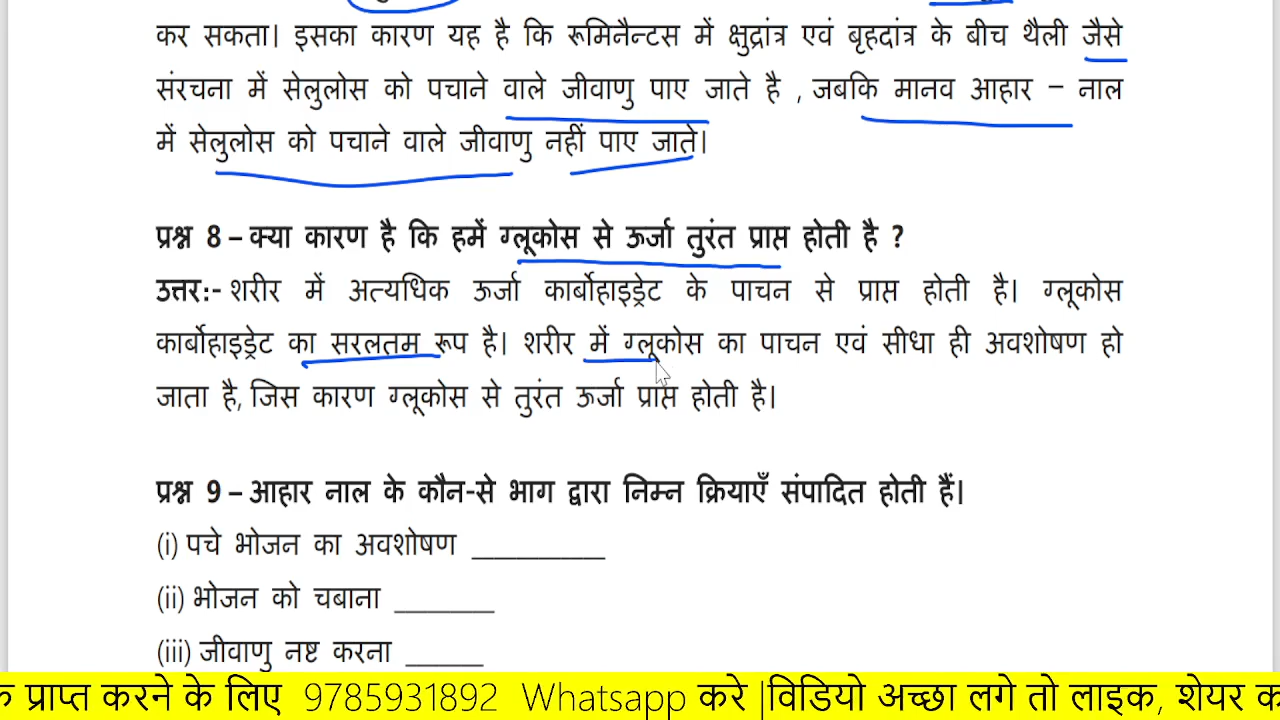 कर सकता। इसका कारण यह है कि रूमिनैन्टस में क्षुद्रांत्र एवं बृहदांत्र के बीच थैली जैसे
संरचना में सेलुलोस को पचाने वाले जीवाणु पाए जाते है , जबकि मानव आहार – नाल
में सेलुलोस को पचाने वाले जीवाणु नहीं पाए जाते।
प्रश्न 8 – क्या कारण है कि हमें ग्लूकोस से ऊर्जा तुरंत प्राप्त होती है ?
उत्तर:- शरीर में अत्यधिक ऊर्जा कार्बोहाइड्रेट के पाचन से प्राप्त होती है। ग्लूकोस
कार्बोहाइड्रेट का सरलतम रूप है। शरीर में ग्लूकोस का पाचन एवं सीधा ही अवशोषण हो
जाता है, जिस कारण ग्लूकोस से तुरंत ऊर्जा प्राप्त होती है।
प्रश्न 9 – आहार नाल के कौन-से भाग द्वारा निम्न क्रियाएँ संपादित होती हैं।
(i) पचे भोजन का अवशोषण __________
(ii) भोजन को चबाना ________
(iii) जीवाणु नष्ट करना ______
प्राप्त करने के लिए 9785931892 Whatsapp करे |विडियो अच्छा लगे तो लाइक, शेयर